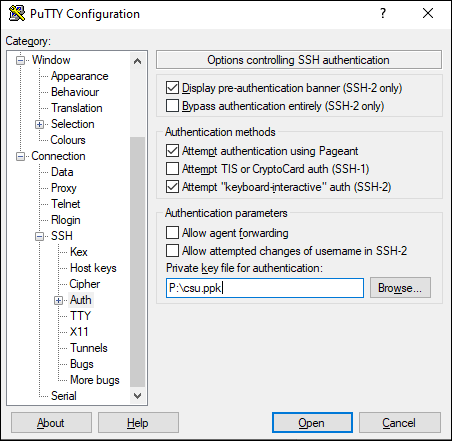 PuTTY Configuration
?
Category:
Window
Appearance
Behaviour
Translation
Selection
Colours
Connection
Data
Proxy
Telnet
Rlogin
SSH
Kex
Host keys
Cipher
Auth
TTY
X11
Tunnels
Bugs
More bugs
Serial
Options controlling SSH authentication
Display pre-authentication banner (SSH-2 only)
Bypass authentication entirely (SSH-2 only)
Authentication methods
Attempt authentication using Pageant
Attempt TIS or CryptoCard auth (SSH-1)
Attempt "keyboard-interactive" auth (SSH-2)
Authentication parameters
Allow agent forwarding
Allow attempted changes of username in SSH-2
Private key file for authentication:
P:\csu.ppk
Browse...
About
Help
Open
Cancel